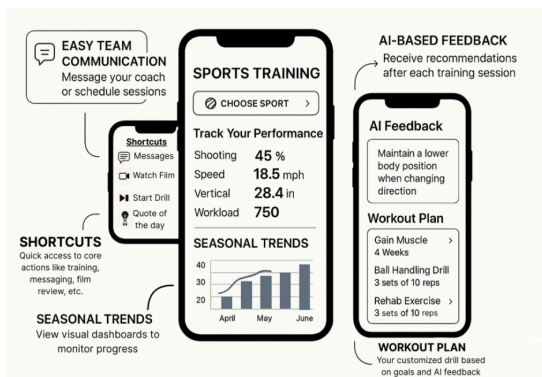 EASY TEAM
COMMUNICATION
Message your coach
or schedule sessions
Shortcuts
Messages
Watch Film
Start Drill
Quote of
the day
SHORTCUTS
Quick access to core
actions like training,
messaging, film
review, etc.
SEASONAL TRENDS
View visual dashboards to
monitor progress
SPORTS TRAINING
CHOOSE SPORT >
Track Your Performance
Shooting 45 %
Speed 18.5 mph
Vertical 28.4 in
Workload 750
SEASONAL TRENDS
40
30
20
April May June
AI-BASED FEEDBACK
Receive recommendations
after each training session
AI Feedback
Maintain a lower
body position
when changing
direction
Workout Plan
Gain Muscle >
4 Weeks
Ball Handling Drill
3 sets of 10 reps
Rehab Exercise >
3 sets of 10 reps
WORKOUT PLAN
Your customized drill based
on goals and AI feedback